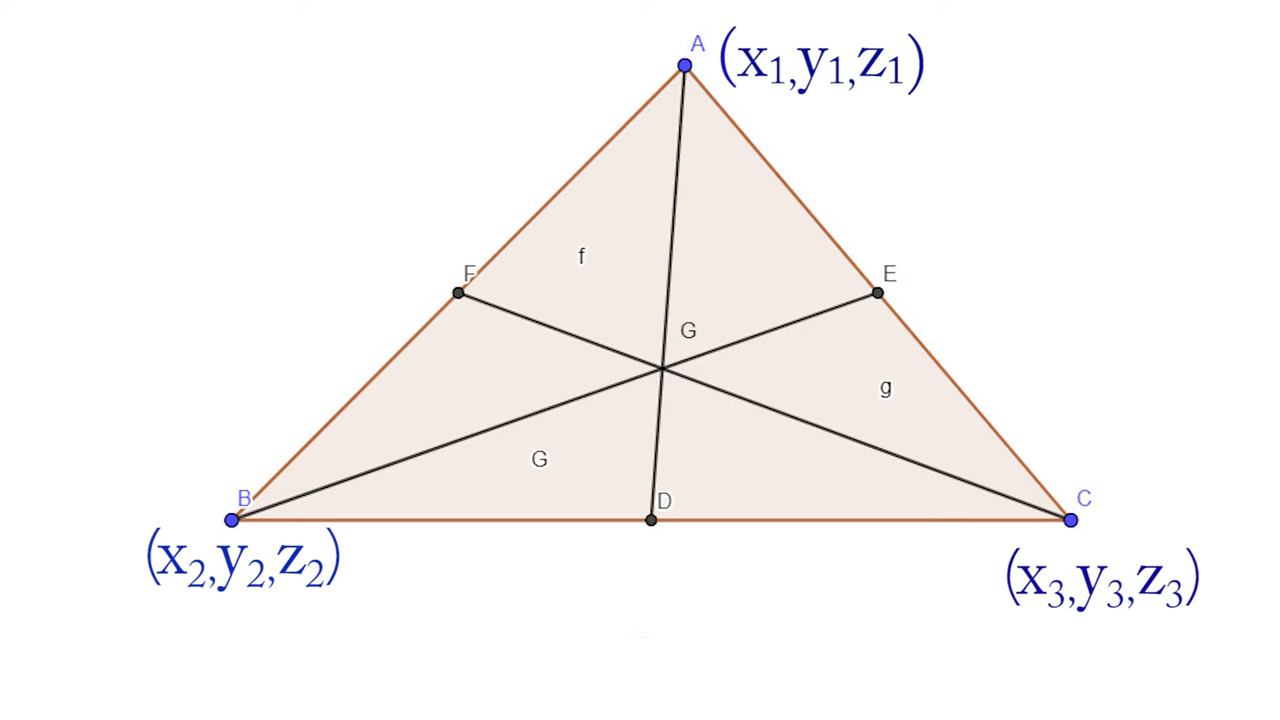 A (x₁,y₁,z₁)
f
F
E
G
g
G
B
D
C
(x₂,y₂,z₂)
(x₃,y₃,z₃)